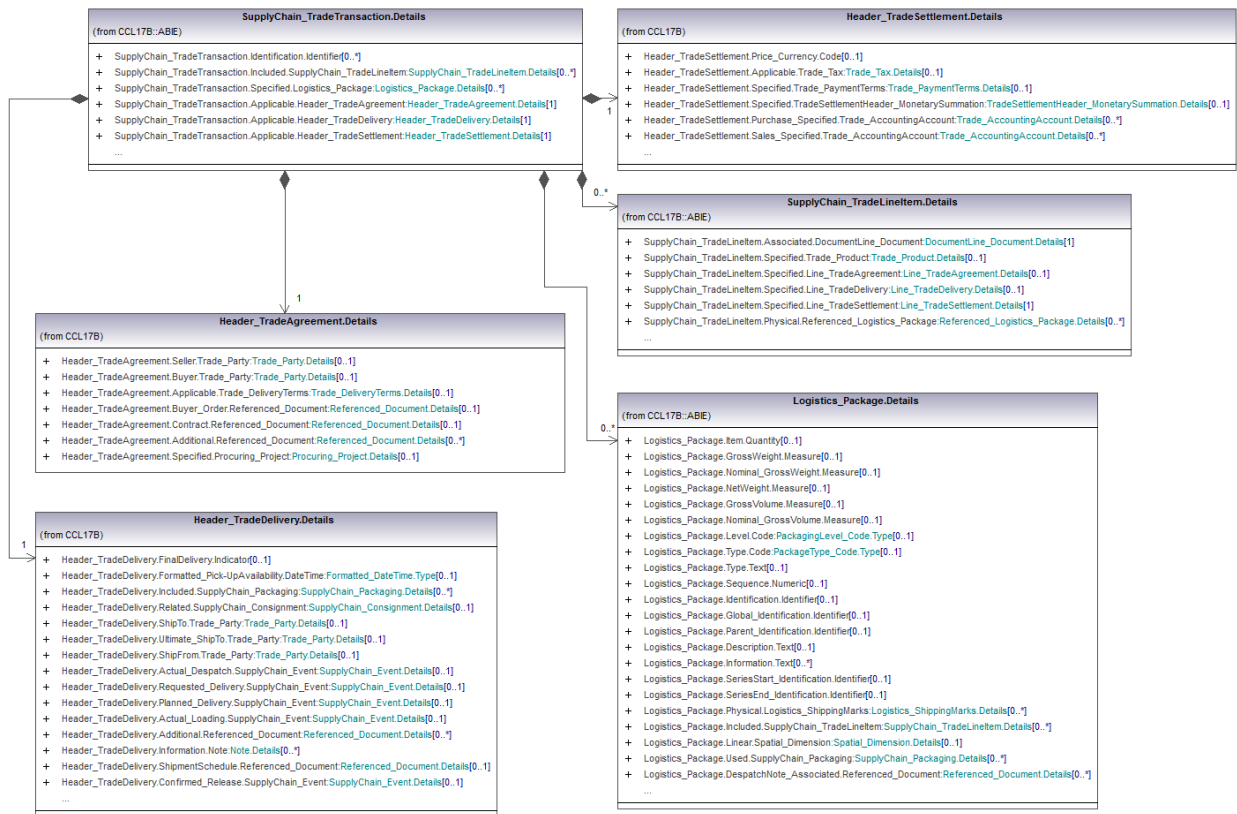 SupplyChain_TradeTransaction.Details
(from CCL17B::ABIE)
+ SupplyChain_TradeTransaction.Identification.Identifier[0..*]
+ SupplyChain_TradeTransaction.Included.SupplyChain_TradeLineItem:SupplyChain_TradeLineItem.Details[0..*]
+ SupplyChain_TradeTransaction.Specified.Logistics_Package:Logistics_Package.Details[0..*]
+ SupplyChain_TradeTransaction.Applicable.Header_TradeAgreement:Header_TradeAgreement.Details[1]
+ SupplyChain_TradeTransaction.Applicable.Header_TradeDelivery:Header_TradeDelivery.Details[1]
+ SupplyChain_TradeTransaction.Applicable.Header_TradeSettlement:Header_TradeSettlement.Details[1]
...
Header_TradeSettlement.Details
(from CCL17B)
+ Header_TradeSettlement.Price_Currency.Code[0..1]
+ Header_TradeSettlement.Applicable.Trade_Tax:Trade_Tax.Details[0..1]
+ Header_TradeSettlement.Specified.Trade_PaymentTerms:Trade_PaymentTerms.Details[0..1]
+ Header_TradeSettlement.Specified.TradeSettlementHeader_MonetarySummation:TradeSettlementHeader_MonetarySummation.Details[0..1]
+ Header_TradeSettlement.Purchase_Specified.Trade_AccountingAccount:Trade_AccountingAccount.Details[0..*]
+ Header_TradeSettlement.Sales_Specified.Trade_AccountingAccount:Trade_AccountingAccount.Details[0..*]
...
1
0..*
SupplyChain_TradeLineItem.Details
(from CCL17B::ABIE)
+ SupplyChain_TradeLineItem.Associated.DocumentLine_Document:DocumentLine_Document.Details[1]
+ SupplyChain_TradeLineItem.Specified.Trade_Product:Trade_Product.Details[0..1]
+ SupplyChain_TradeLineItem.Specified.Line_TradeAgreement:Line_TradeAgreement.Details[0..1]
+ SupplyChain_TradeLineItem.Specified.Line_TradeDelivery:Line_TradeDelivery.Details[0..1]
+ SupplyChain_TradeLineItem.Specified.Line_TradeSettlement:Line_TradeSettlement.Details[1]
+ SupplyChain_TradeLineItem.Physical.Referenced_Logistics_Package:Referenced_Logistics_Package.Details[0..*]
...
1
Header_TradeAgreement.Details
(from CCL17B)
+ Header_TradeAgreement.Seller.Trade_Party:Trade_Party.Details[0..1]
+ Header_TradeAgreement.Buyer.Trade_Party:Trade_Party.Details[0..1]
+ Header_TradeAgreement.Applicable.Trade_DeliveryTerms:Trade_DeliveryTerms.Details[0..1]
+ Header_TradeAgreement.Buyer_Order.Referenced_Document:Referenced_Document.Details[0..1]
+ Header_TradeAgreement.Contract.Referenced_Document:Referenced_Document.Details[0..1]
+ Header_TradeAgreement.Additional.Referenced_Document:Referenced_Document.Details[0..*]
+ Header_TradeAgreement.Specified.Procuring_Project:Procuring_Project.Details[0..1]
0..*
Logistics_Package.Details
(from CCL17B::ABIE)
+ Logistics_Package.Item.Quantity[0..1]
+ Logistics_Package.GrossWeight.Measure[0..1]
+ Logistics_Package.Nominal_GrossWeight.Measure[0..1]
+ Logistics_Package.NetWeight.Measure[0..1]
+ Logistics_Package.GrossVolume.Measure[0..1]
+ Logistics_Package.Nominal_GrossVolume.Measure[0..1]
+ Logistics_Package.Level.Code:PackagingLevel_Code.Type[0..1]
+ Logistics_Package.Type.Code:PackageType_Code.Type[0..1]
+ Logistics_Package.Type.Text[0..1]
+ Logistics_Package.Sequence.Numeric[0..1]
+ Logistics_Package.Identification.Identifier[0..1]
+ Logistics_Package.Global_Identification.Identifier[0..1]
+ Logistics_Package.Parent_Identification.Identifier[0..1]
+ Logistics_Package.Description.Text[0..1]
+ Logistics_Package.Information.Text[0..*]
+ Logistics_Package.SeriesStart_Identification.Identifier[0..1]
+ Logistics_Package.SeriesEnd_Identification.Identifier[0..1]
+ Logistics_Package.Physical.Logistics_ShippingMarks:Logistics_ShippingMarks.Details[0..*]
+ Logistics_Package.Included.SupplyChain_TradeLineItem:SupplyChain_TradeLineItem.Details[0..*]
+ Logistics_Package.Linear.Spatial_Dimension:Spatial_Dimension.Details[0..1]
+ Logistics_Package.Used.SupplyChain_Packaging:SupplyChain_Packaging.Details[0..*]
+ Logistics_Package.DespatchNote_Associated.Referenced_Document:Referenced_Document.Details[0..*]
...
1
Header_TradeDelivery.Details
(from CCL17B)
+ Header_TradeDelivery.FinalDelivery.Indicator[0..1]
+ Header_TradeDelivery.Formatted_Pick-UpAvailability.DateTime:Formatted_DateTime.Type[0..1]
+ Header_TradeDelivery.Included.SupplyChain_Packaging:SupplyChain_Packaging.Details[0..*]
+ Header_TradeDelivery.Related.SupplyChain_Consignment:SupplyChain_Consignment.Details[0..1]
+ Header_TradeDelivery.ShipTo.Trade_Party:Trade_Party.Details[0..1]
+ Header_TradeDelivery.Ultimate_ShipTo.Trade_Party:Trade_Party.Details[0..1]
+ Header_TradeDelivery.ShipFrom.Trade_Party:Trade_Party.Details[0..1]
+ Header_TradeDelivery.Actual_Despatch.SupplyChain_Event:SupplyChain_Event.Details[0..1]
+ Header_TradeDelivery.Requested_Delivery.SupplyChain_Event:SupplyChain_Event.Details[0..1]
+ Header_TradeDelivery.Planned_Delivery.SupplyChain_Event:SupplyChain_Event.Details[0..1]
+ Header_TradeDelivery.Actual_Loading.SupplyChain_Event:SupplyChain_Event.Details[0..1]
+ Header_TradeDelivery.Additional.Referenced_Document:Referenced_Document.Details[0..*]
+ Header_TradeDelivery.Information.Note:Note.Details[0..*]
+ Header_TradeDelivery.ShipmentSchedule.Referenced_Document:Referenced_Document.Details[0..1]
+ Header_TradeDelivery.Confirmed_Release.SupplyChain_Event:SupplyChain_Event.Details[0..1]
...